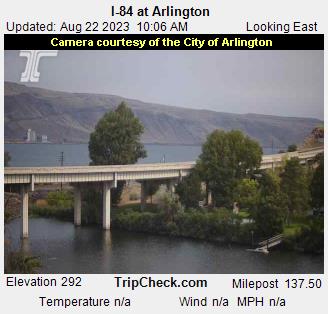 I-84 at Arlington
Updated: Aug 22 2023 10:06 AM Looking East
Camera courtesy of the City of Arlington
Elevation 292 TripCheck.com Milepost 137.50
Temperature n/a Wind n/a MPH n/a